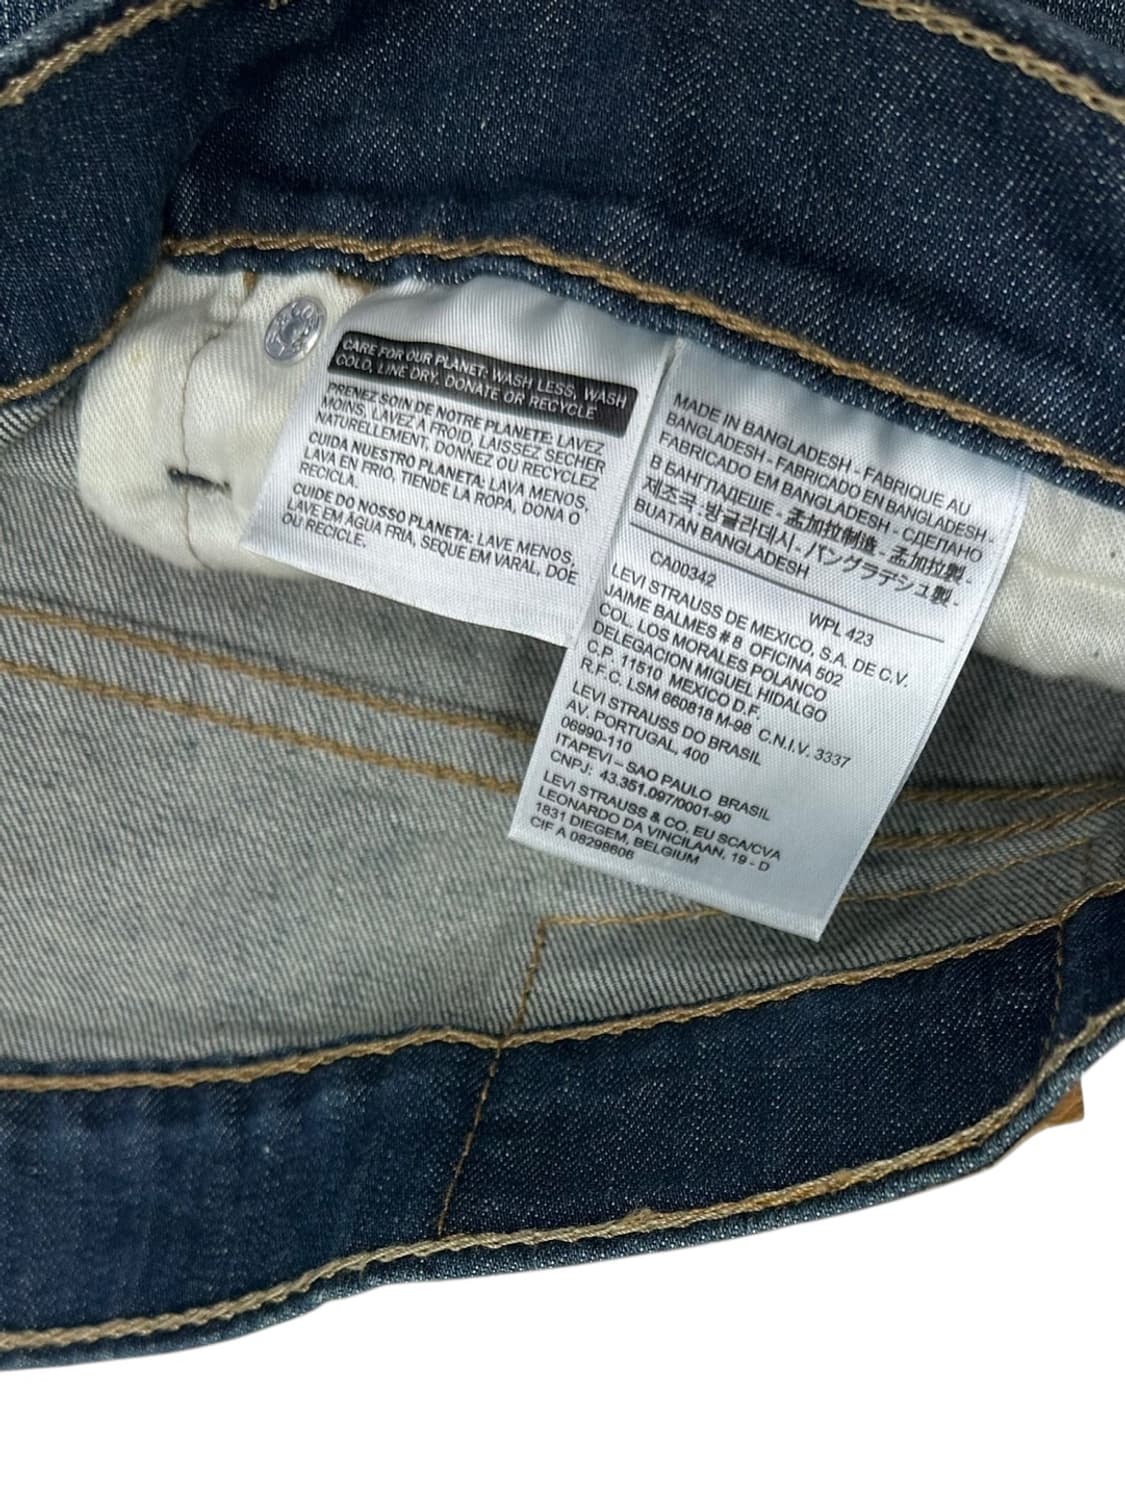 CARE FOR OUR PLANET: WASH LESS, WASH
COLD, LINE DRY, DONATE OR RECYCLE
PRENEZ SOIN DE NOTRE PLANETE: LAVEZ
MOINS, LAVEZ À FROID, LAISSEZ SECHER
NATURELLEMENT, DONNEZ OU RECYCLEZ
CUIDA NUESTRO PLANETA: LAVA MENOS,
LAVA EN FRIO, TIENDE LA ROPA, DONA O
RECICLA.
CUIDE DO NOSSO PLANETA: LAVE MENOS,
LAVE EM ÁGUA FRIA, SEQUE EM VARAL, DOE
OU RECICLE.
MADE IN BANGLADESH - FABRIQUE AU
BANGLADESH - FABRICADO EN BANGLADESH -
FABRICADO EM BANGLADESH - СДЕЛАНО
В БАНГЛАДЕШЕ - 孟加拉制造 - 孟加拉製 -
제조국 : 방글라데시 - バングラデシュ製 -
BUATAN BANGLADESH
CA00342 WPL 423
LEVI STRAUSS DE MEXICO, S.A. DE C.V.
JAIME BALMES # 8 OFICINA 502
COL. LOS MORALES POLANCO
DELEGACION MIGUEL HIDALGO
C.P. 11510 MEXICO D.F.
R.F.C. LSM 660818 M-98 C.N.I.V. 3337
LEVI STRAUSS DO BRASIL
AV. PORTUGAL, 400
06990-110
ITAPEVI – SAO PAULO BRASIL
CNPJ: 43.351.097/0001-90
LEVI STRAUSS & CO. EU SCA/CVA
LEONARDO DA VINCILAAN, 19 - D
1831 DIEGEM, BELGIUM
CIF A 08298606